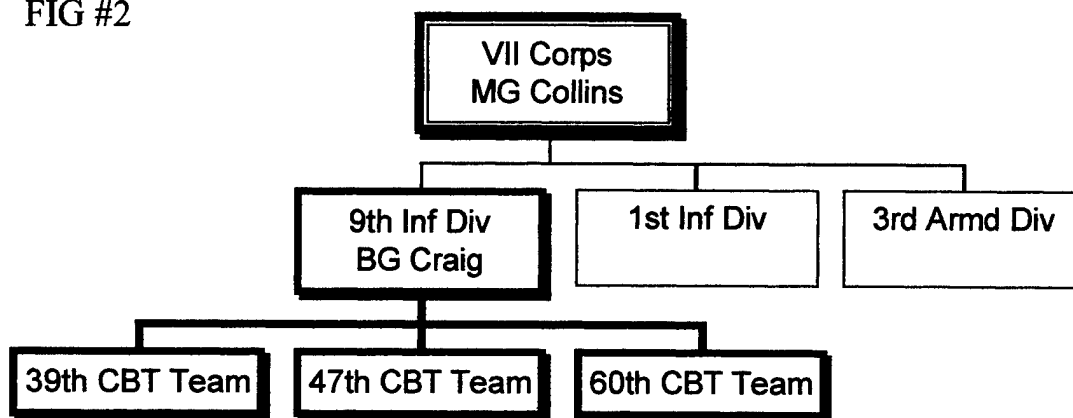 FIG #2
VII Corps
MG Collins
9th Inf Div
BG Craig
1st Inf Div
3rd Armd Div
39th CBT Team
47th CBT Team
60th CBT Team